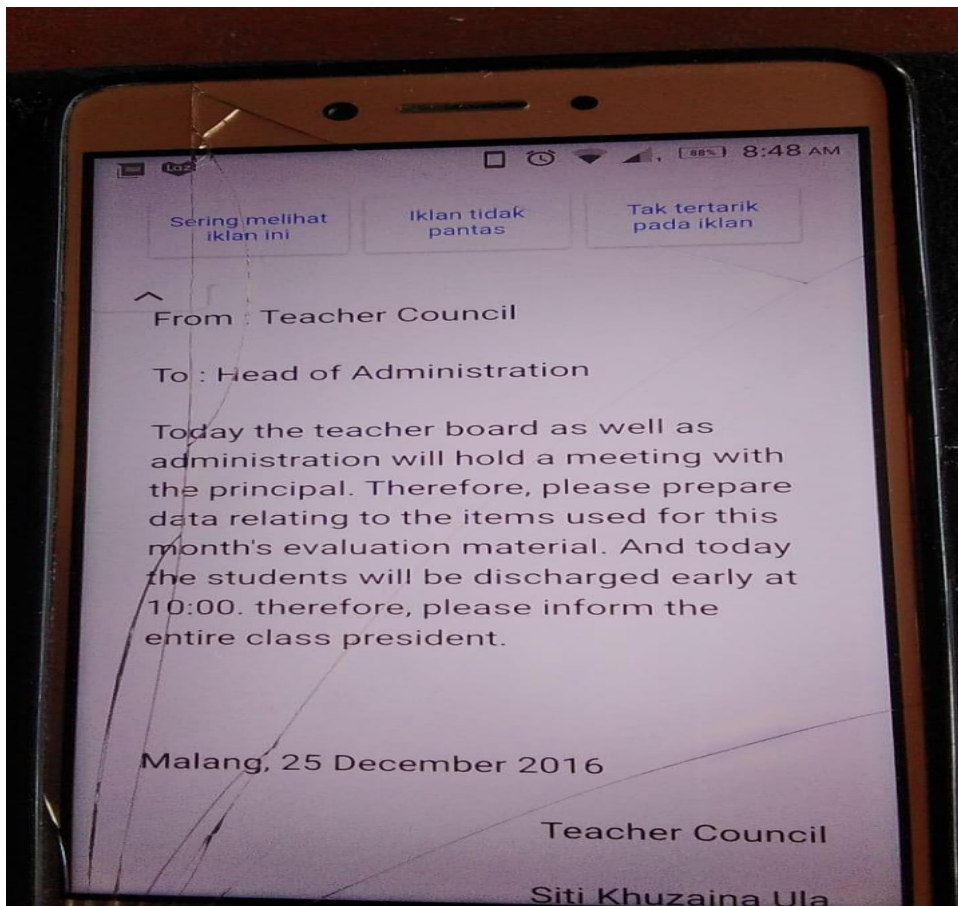 8:48 AM
88%
Sering melihat
iklan ini
Iklan tidak
pantas
Tak tertarik
pada iklan
From : Teacher Council
To : Head of Administration
Today the teacher board as well as
administration will hold a meeting with
the principal. Therefore, please prepare
data relating to the items used for this
month's evaluation material. And today
the students will be discharged early at
10:00. therefore, please inform the
entire class president.
Malang, 25 December 2016
Teacher Council
Siti Khuzaina Ula